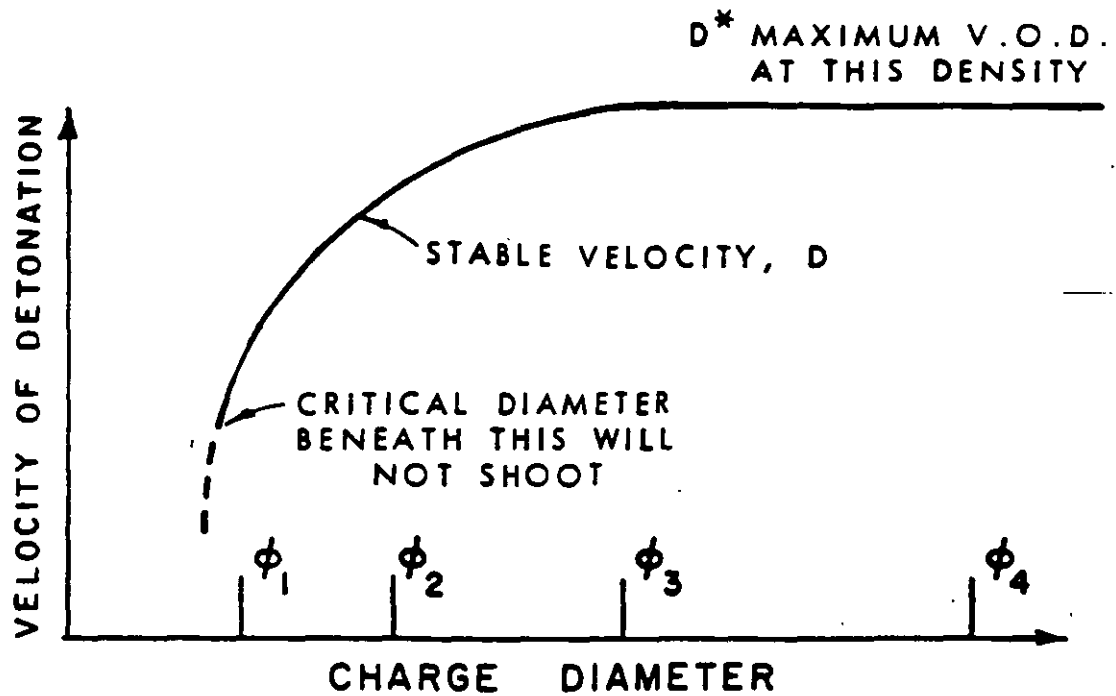 D* MAXIMUM V.O.D.
AT THIS DENSITY
VELOCITY OF DETONATION
STABLE VELOCITY, D
CRITICAL DIAMETER
BENEATH THIS WILL
NOT SHOOT
ϕ1
ϕ2
ϕ3
ϕ4
CHARGE DIAMETER